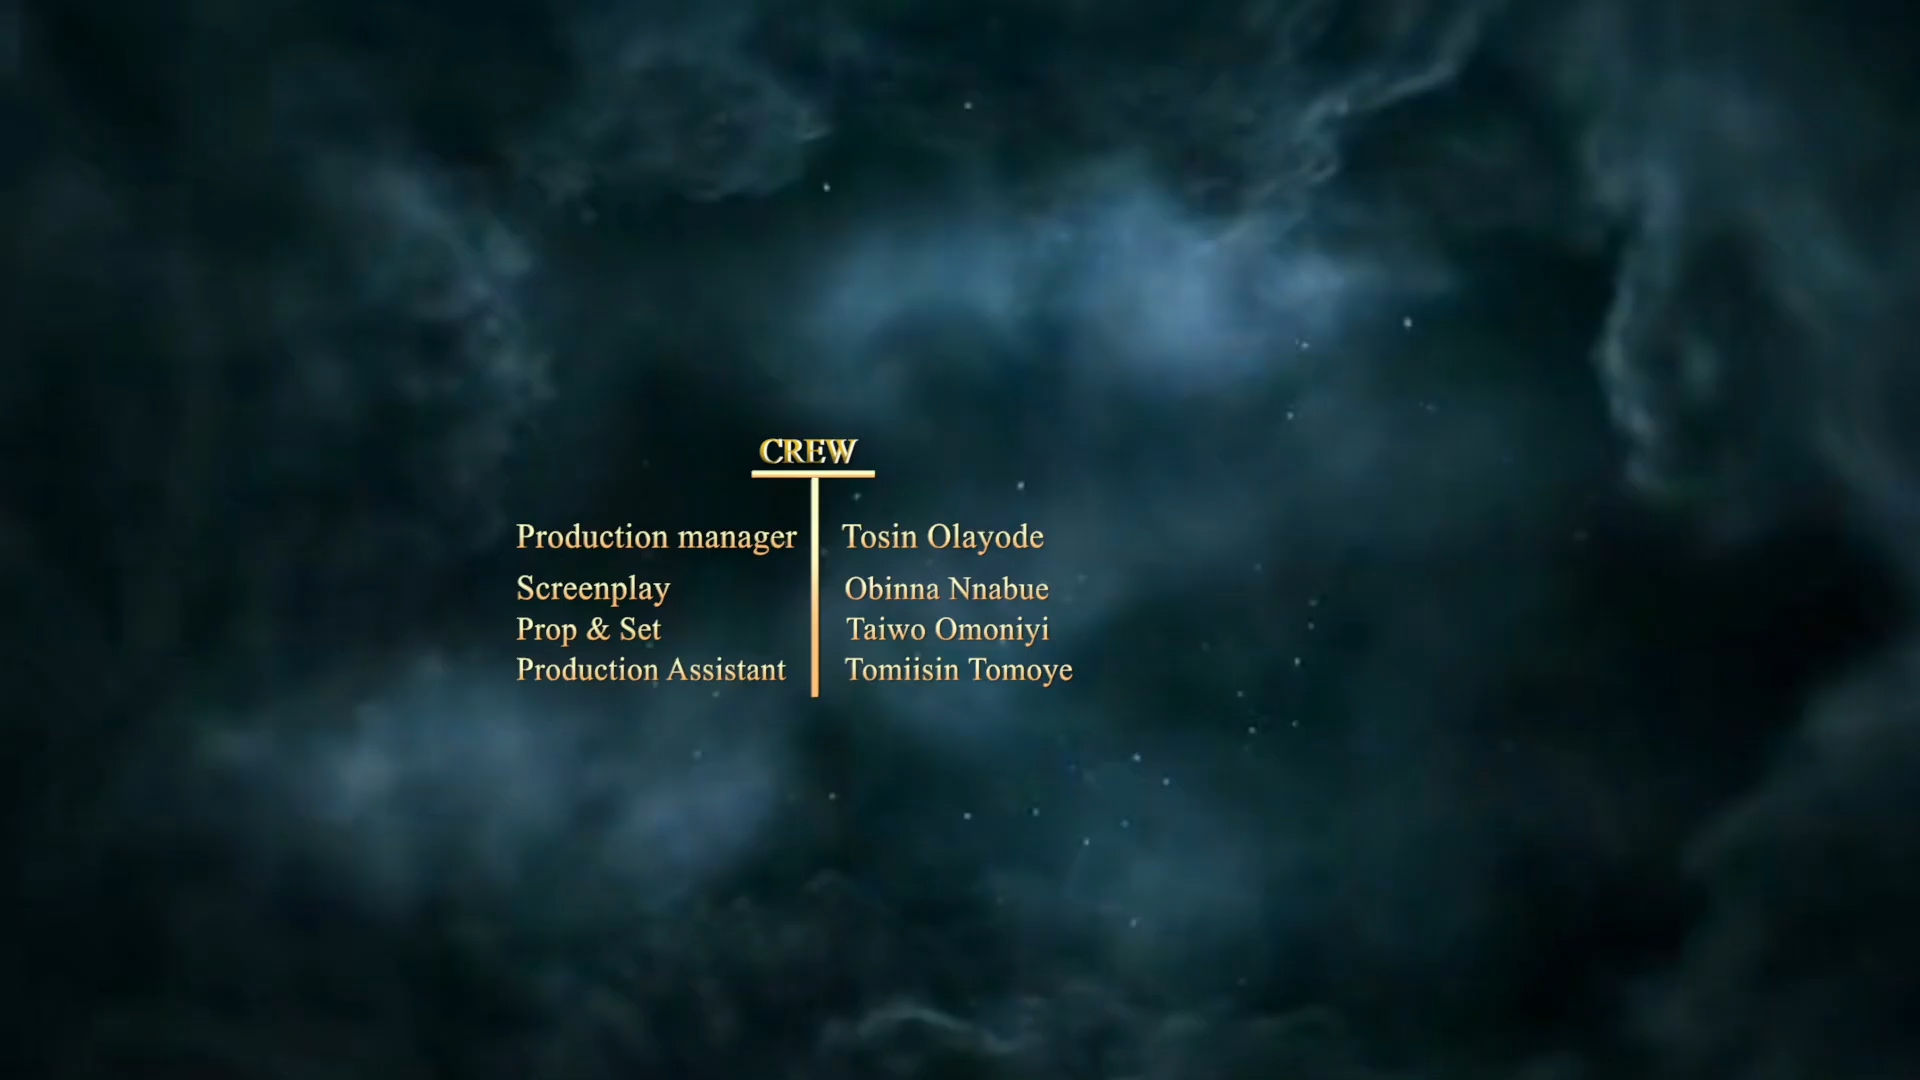 CREW
Production manager Tosin Olayode
Screenplay Obinna Nnabue
Prop & Set Taiwo Omoniyi
Production Assistant Tomiisin Tomoye